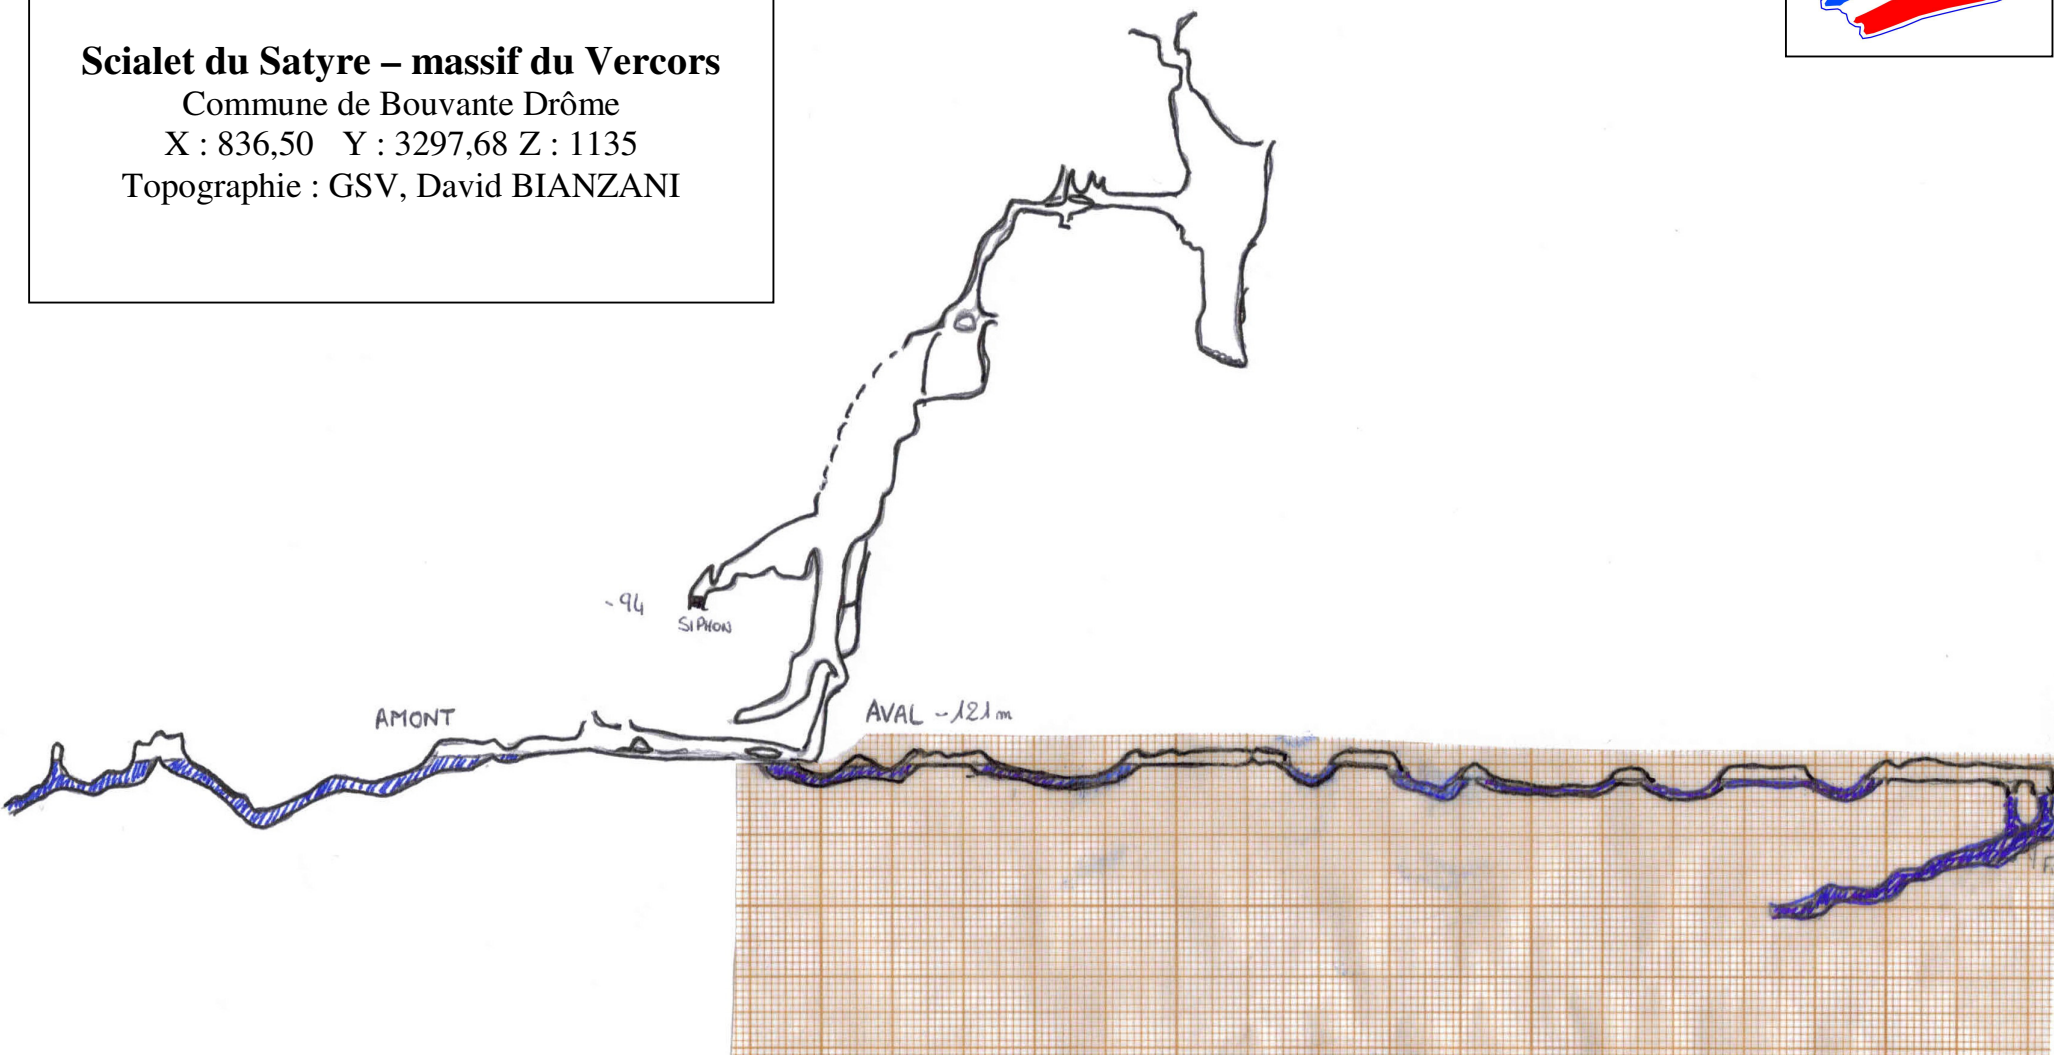 Scialet du Satyre – massif du Vercors
Commune de Bouvante Drôme
X : 836,50 Y : 3297,68 Z : 1135
Topographie : GSV, David BIANZANI
-94
SIPHON
AMONT
AVAL -121m